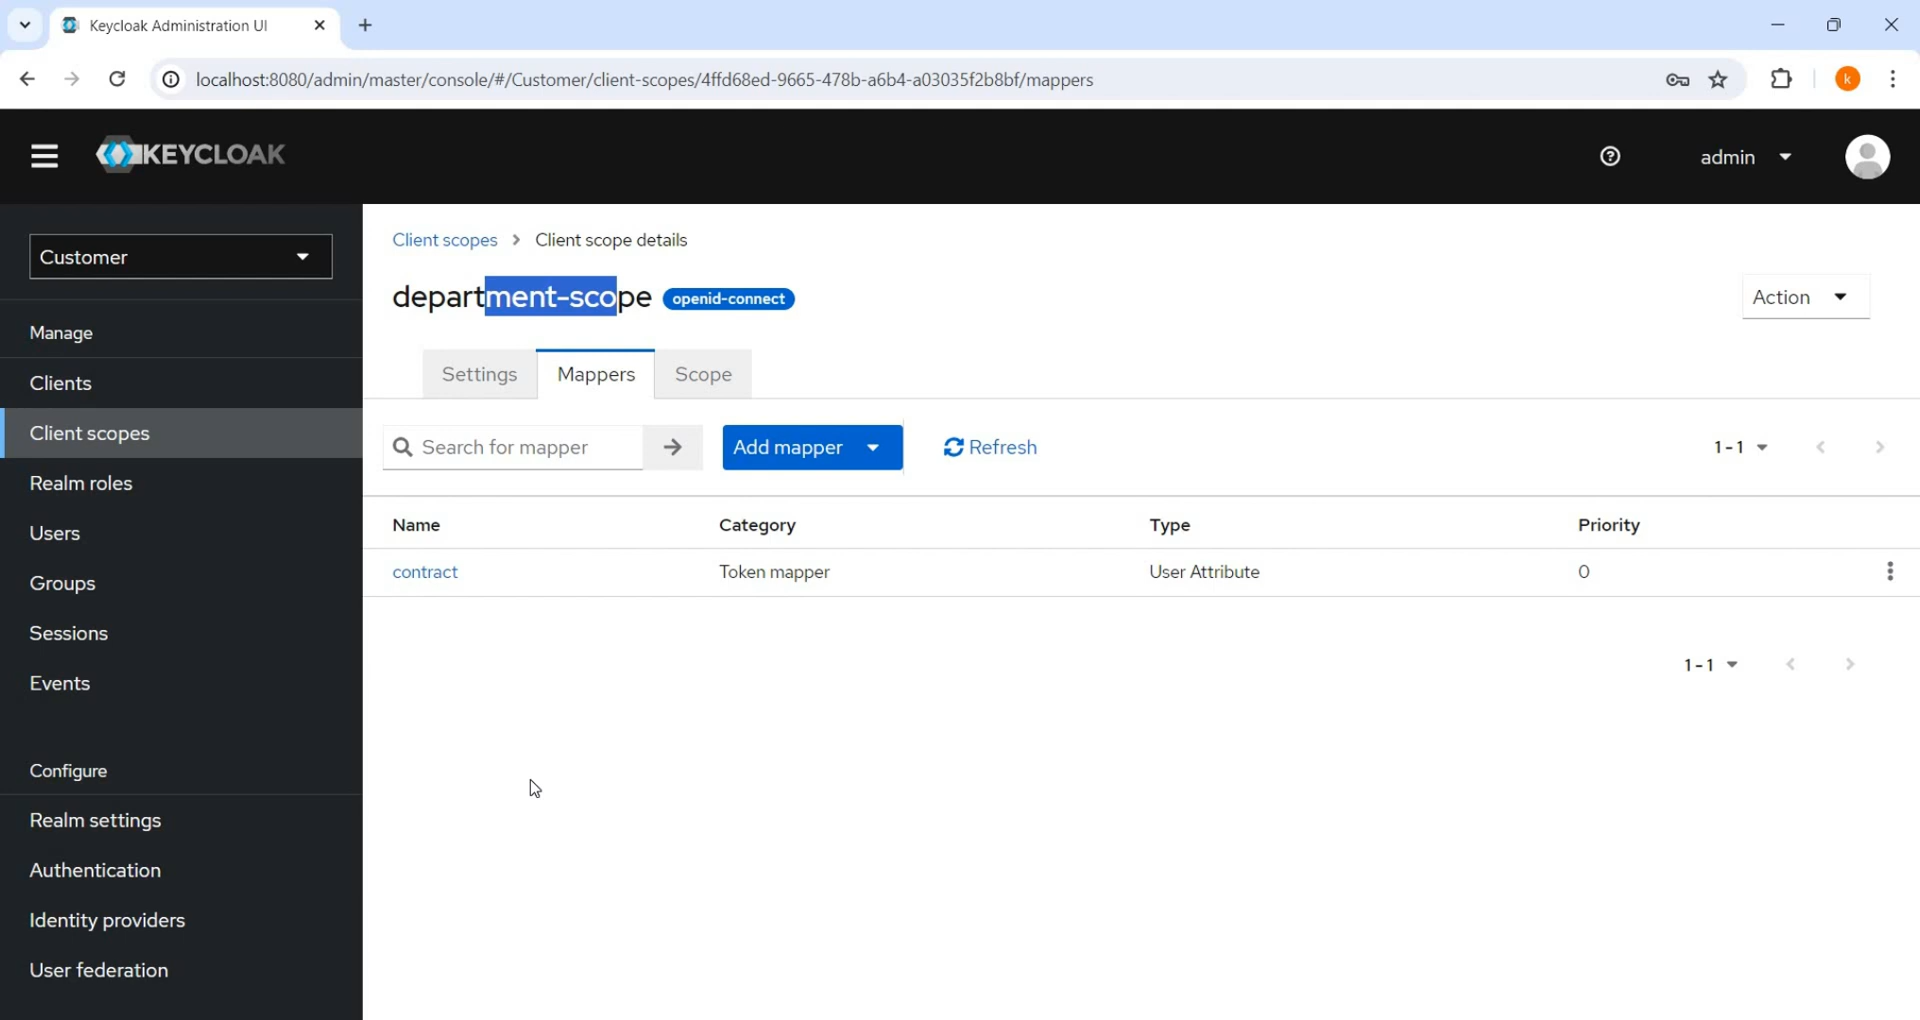 Keycloak Administration UI
localhost:8080/admin/master/console/#/Customer/client-scopes/4ffd68ed-9665-478b-a6b4-a03035f2b8bf/mappers
k
KEYCLOAK
admin
Customer
Manage
Clients
Client scopes
Realm roles
Users
Groups
Sessions
Events
Configure
Realm settings
Authentication
Identity providers
User federation
Client scopes > Client scope details
department-scope openid-connect
Action
Settings Mappers Scope
Search for mapper Add mapper Refresh 1-1
Name Category Type Priority
contract Token mapper User Attribute 0
1-1